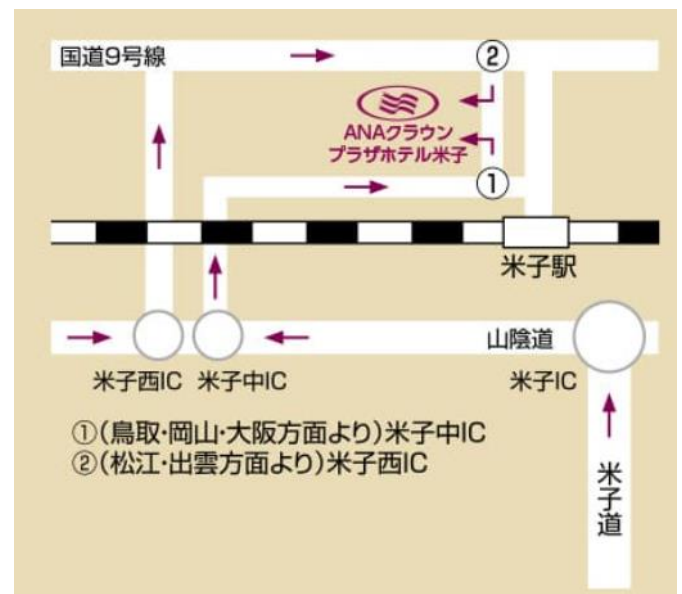 国道9号線
②
ANAクラウン
プラザホテル米子
①
米子駅
山陰道
米子西IC
米子中IC
米子IC
①(鳥取・岡山・大阪方面より)米子中IC
②(松江・出雲方面より)米子西IC
米子道